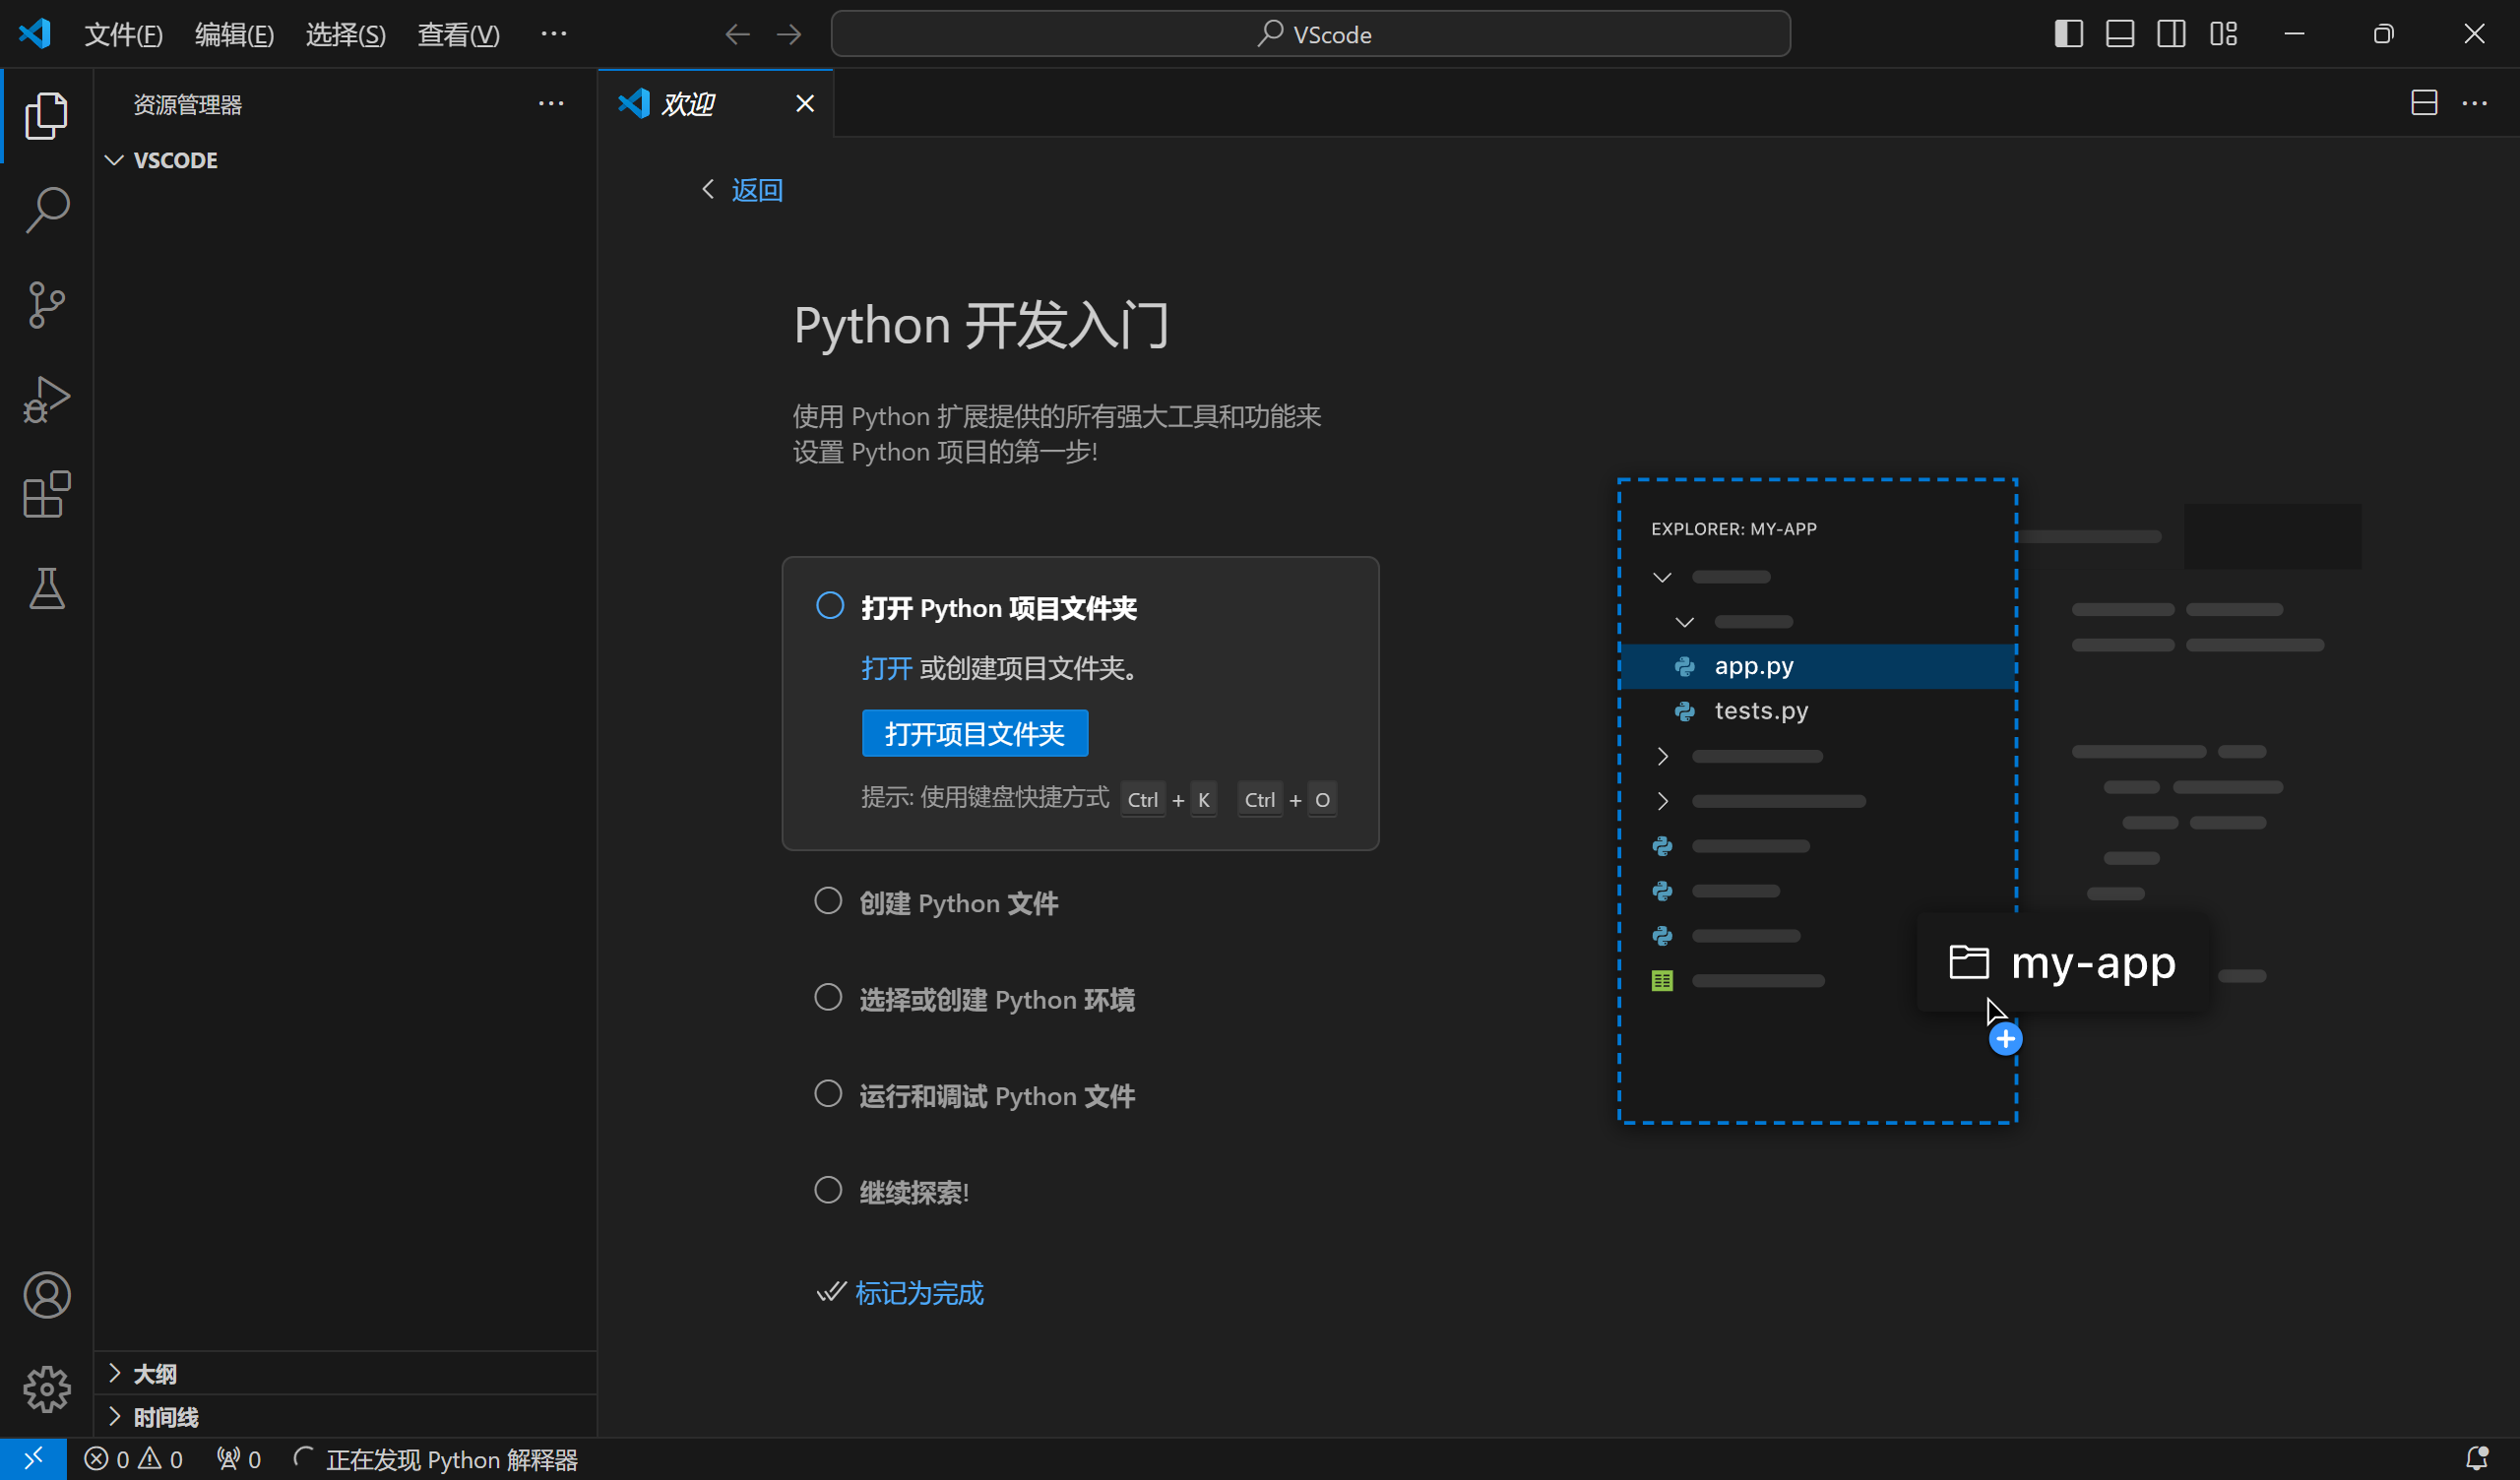 文件(F) 编辑(E) 选择(S) 查看(V) ··· VScode
资源管理器 ···
欢迎
VSCODE
返回
Python 开发入门
使用 Python 扩展提供的所有强大工具和功能来
设置 Python 项目的第一步!
打开 Python 项目文件夹
打开 或创建项目文件夹。
打开项目文件夹
提示: 使用键盘快捷方式 Ctrl + K Ctrl + O
创建 Python 文件
选择或创建 Python 环境
运行和调试 Python 文件
继续探索!
标记为完成
EXPLORER: MY-APP
app.py
tests.py
my-app
大纲
时间线
0 0 0 正在发现 Python 解释器